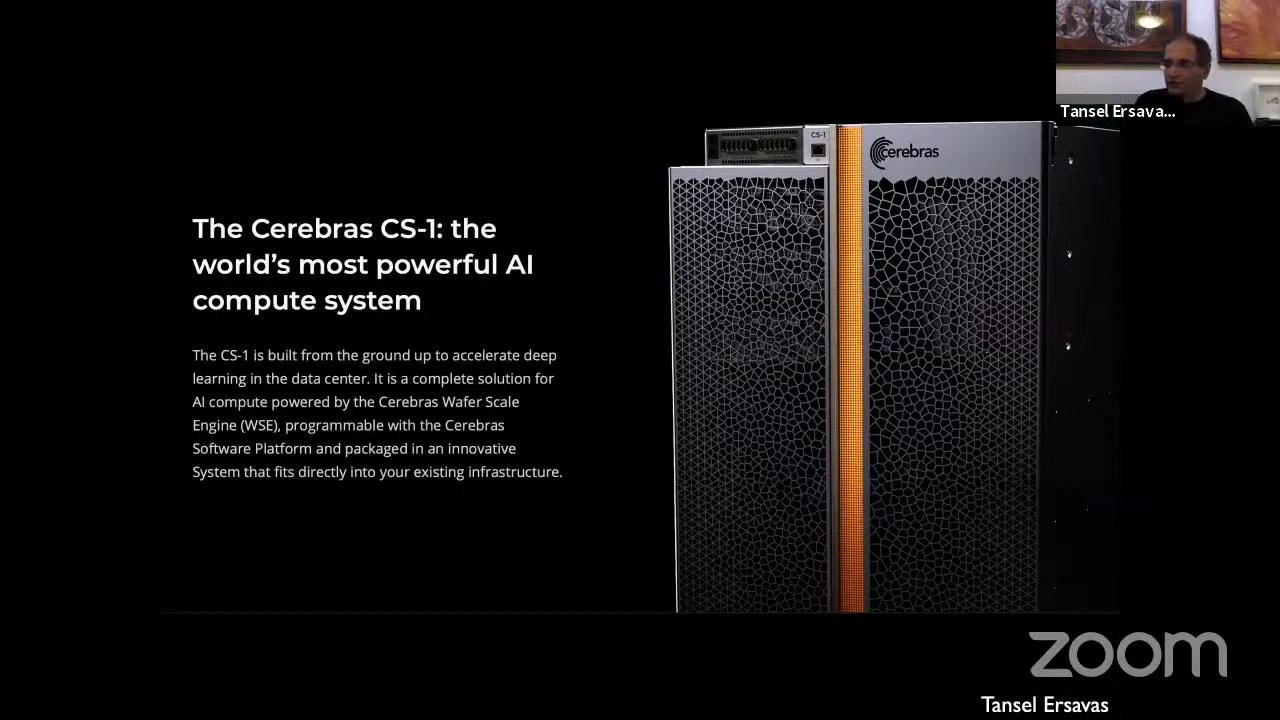 Tansel Ersava...
CS-1
cerebras
The Cerebras CS-1: the
world's most powerful AI
compute system
The CS-1 is built from the ground up to accelerate deep
learning in the data center. It is a complete solution for
AI compute powered by the Cerebras Wafer Scale
Engine (WSE), programmable with the Cerebras
Software Platform and packaged in an innovative
System that fits directly into your existing infrastructure.
zoom
Tansel Ersavas